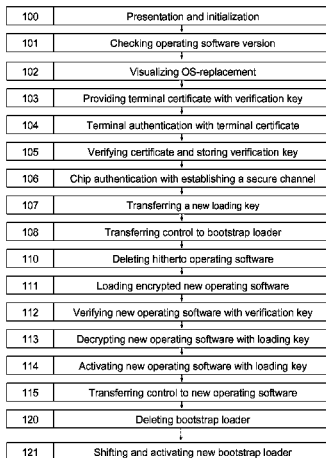 100 Presentation and initialization
101 Checking operating software version
102 Visualizing OS-replacement
103 Providing terminal certificate with verification key
104 Terminal authentication with terminal certificate
105 Verifying certificate and storing verification key
106 Chip authentication with establishing a secure channel
107 Transferring a new loading key
108 Transferring control to bootstrap loader
110 Deleting hitherto operating software
111 Loading encrypted new operating software
112 Verifying new operating software with verification key
113 Decrypting new operating software with loading key
114 Activating new operating software with loading key
115 Transferring control to new operating software
120 Deleting bootstrap loader
121 Shifting and activating new bootstrap loader